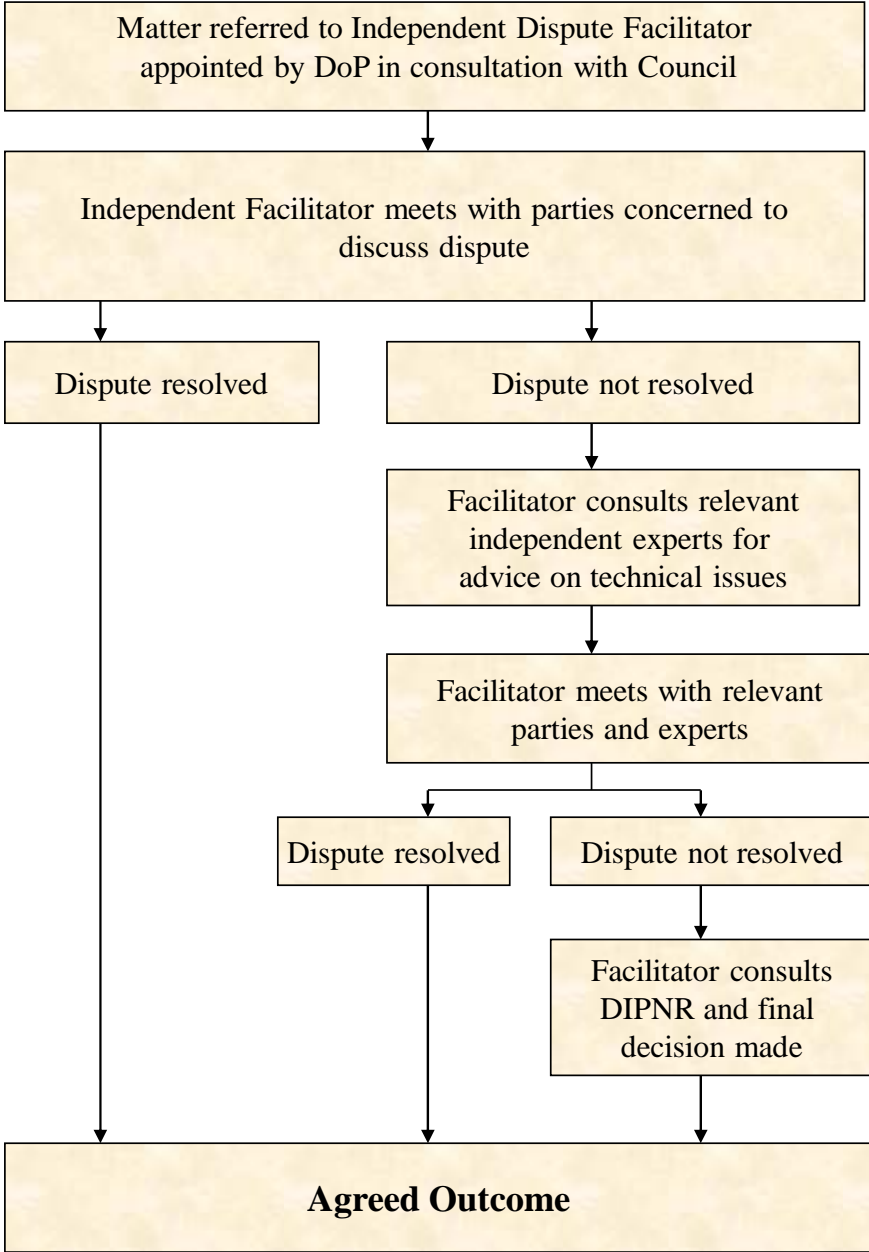 Matter referred to Independent Dispute Facilitator
appointed by DoP in consultation with Council
Independent Facilitator meets with parties concerned to
discuss dispute
Dispute resolved
Dispute not resolved
Facilitator consults relevant
independent experts for
advice on technical issues
Facilitator meets with relevant
parties and experts
Dispute resolved
Dispute not resolved
Facilitator consults
DIPNR and final
decision made
Agreed Outcome